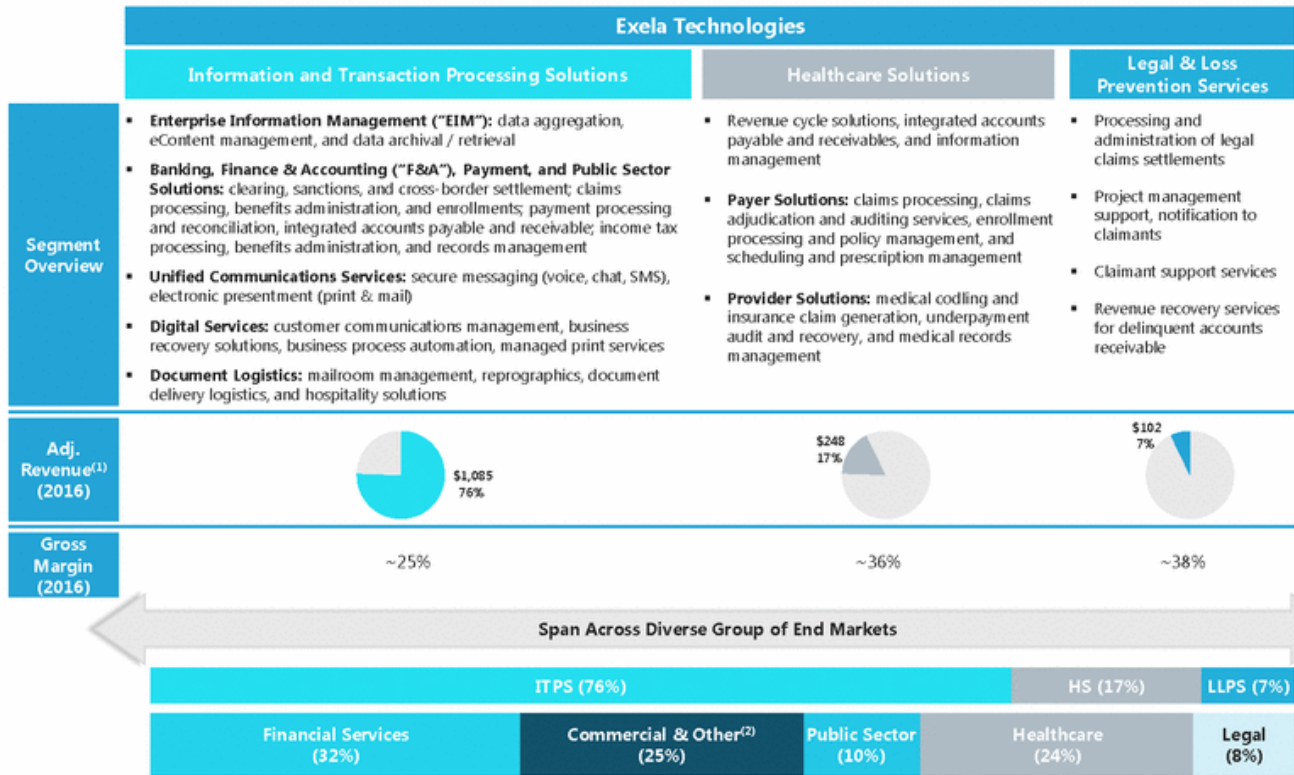 Exela Technologies
Information and Transaction Processing Solutions
Healthcare Solutions
Legal & Loss
Prevention Services
Segment
Overview
▪ Enterprise Information Management ("EIM"): data aggregation,
eContent management, and data archival / retrieval
▪ Banking, Finance & Accounting ("F&A"), Payment, and Public Sector
Solutions: clearing, sanctions, and cross-border settlement; claims
processing, benefits administration, and enrollments; payment processing
and reconciliation, integrated accounts payable and receivable; income tax
processing, benefits administration, and records management
▪ Unified Communications Services: secure messaging (voice, chat, SMS),
electronic presentment (print & mail)
▪ Digital Services: customer communications management, business
recovery solutions, business process automation, managed print services
▪ Document Logistics: mailroom management, reprographics, document
delivery logistics, and hospitality solutions
▪ Revenue cycle solutions, integrated accounts
payable and receivables, and information
management
▪ Payer Solutions: claims processing, claims
adjudication and auditing services, enrollment
processing and policy management, and
scheduling and prescription management
▪ Provider Solutions: medical codling and
insurance claim generation, underpayment
audit and recovery, and medical records
management
▪ Processing and
administration of legal
claims settlements
▪ Project management
support, notification to
claimants
▪ Claimant support services
▪ Revenue recovery services
for delinquent accounts
receivable
Adj.
Revenue(1)
(2016)
$1,085
76%
$248
17%
$102
7%
Gross
Margin
(2016)
~25%
~36%
~38%
Span Across Diverse Group of End Markets
ITPS (76%)
HS (17%)
LLPS (7%)
Financial Services
(32%)
Commercial & Other(2)
(25%)
Public Sector
(10%)
Healthcare
(24%)
Legal
(8%)